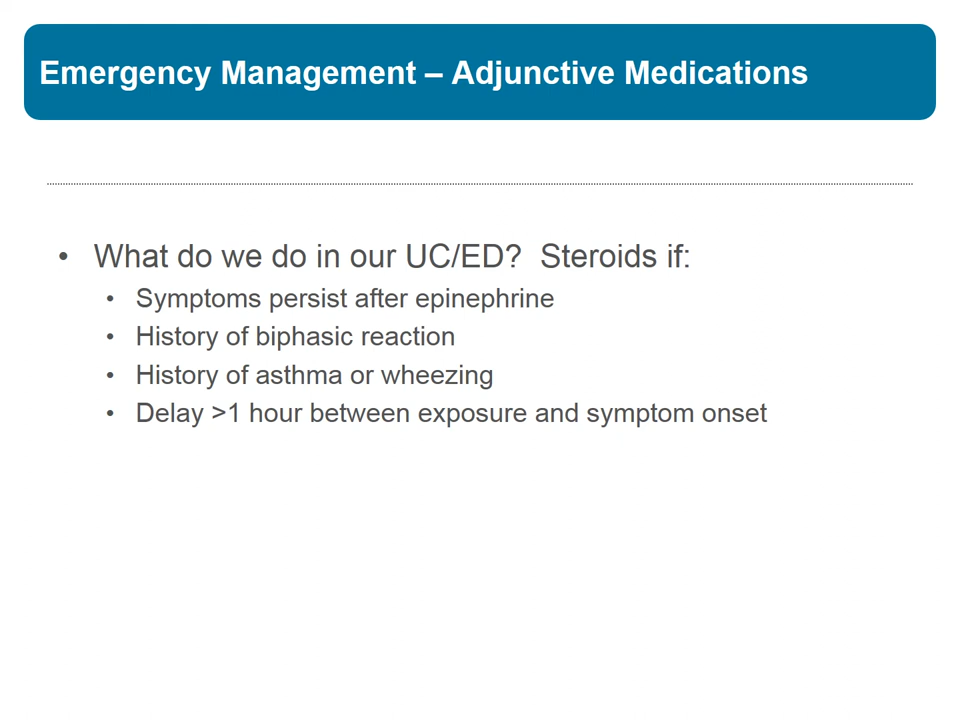 Emergency Management – Adjunctive Medications
• What do we do in our UC/ED?  Steroids if:
• Symptoms persist after epinephrine
• History of biphasic reaction
• History of asthma or wheezing
• Delay >1 hour between exposure and symptom onset